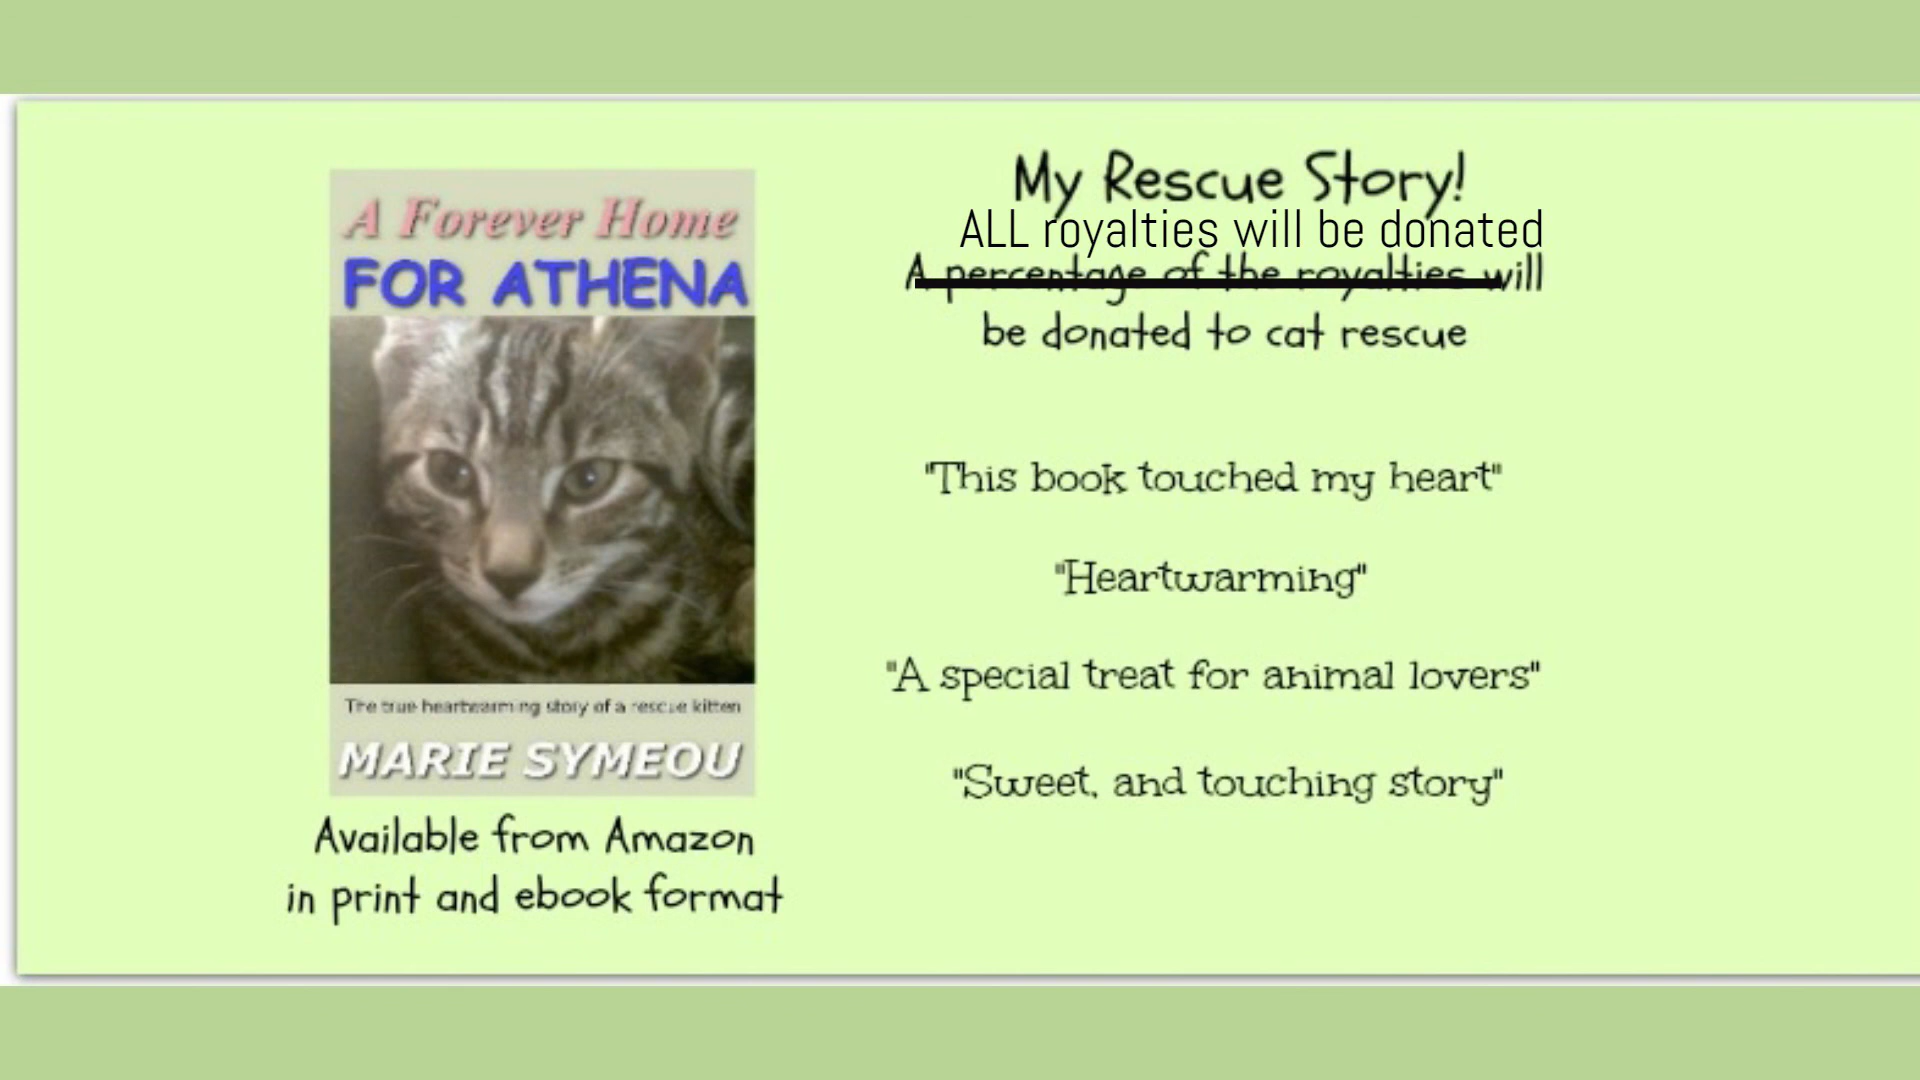 A Forever Home
FOR ATHENA
The true heartwarming story of a rescue kitten
MARIE SYMEOU
Available from Amazon
in print and ebook format
My Rescue Story!
ALL royalties will be donated
A percentage of the royalties will
be donated to cat rescue
"This book touched my heart"
"Heartwarming"
"A special treat for animal lovers"
"Sweet, and touching story"